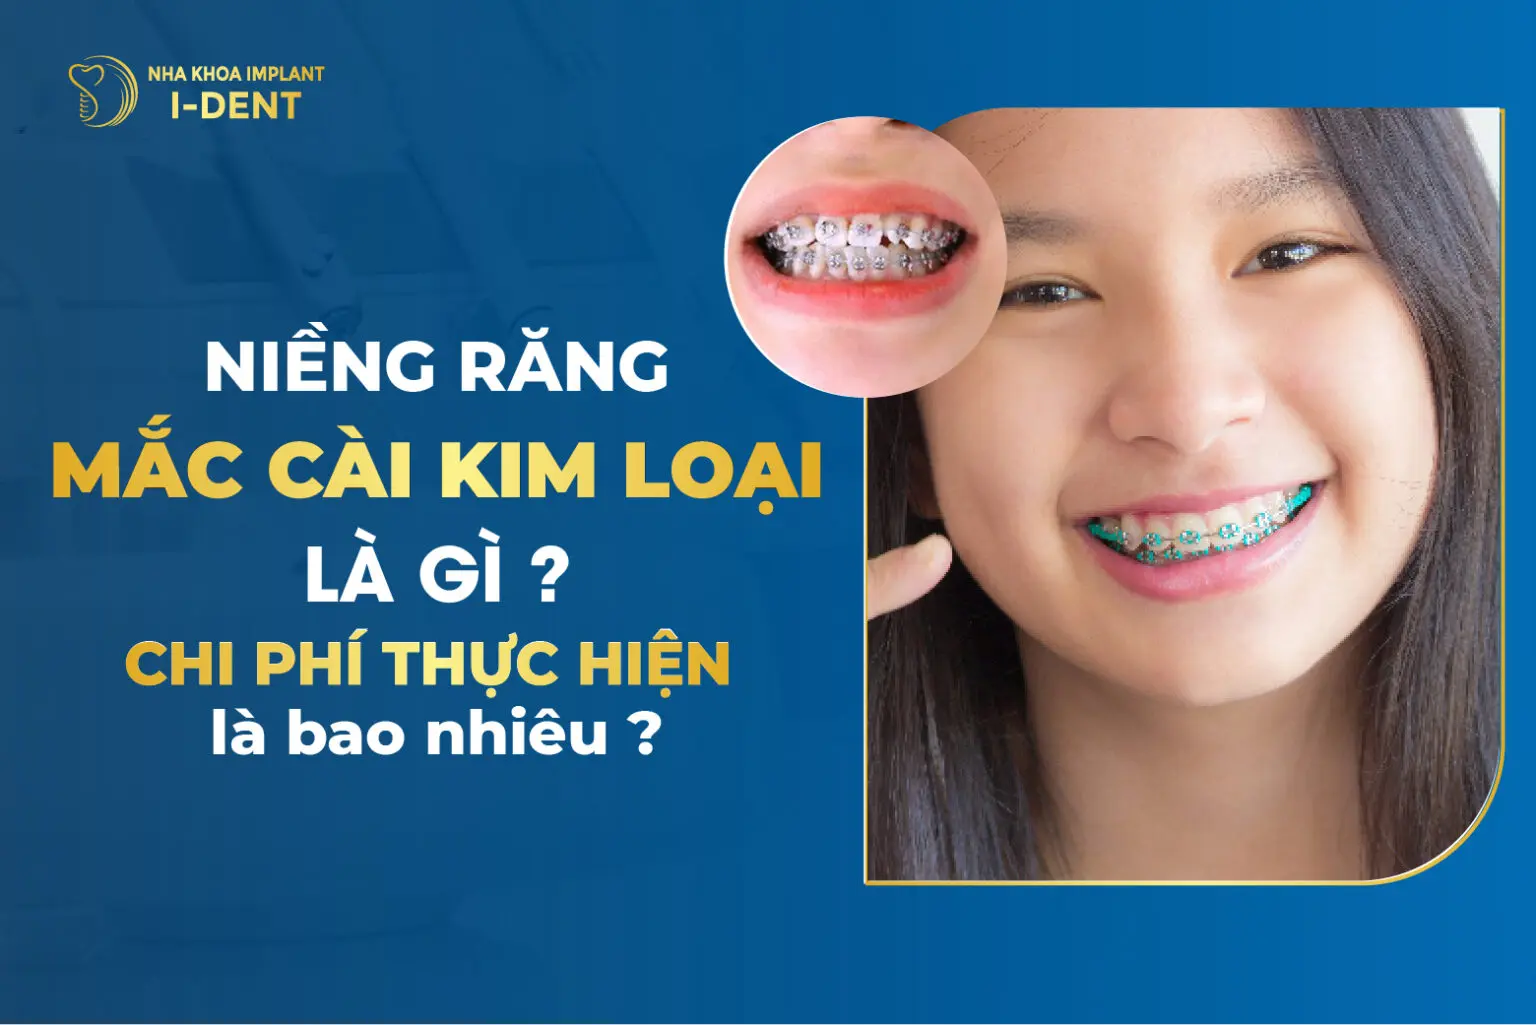 NHA KHOA IMPLANT
I-DENT
NIỀNG RĂNG
MẮC CÀI KIM LOẠI
LÀ GÌ ?
CHI PHÍ THỰC HIỆN
là bao nhiêu ?